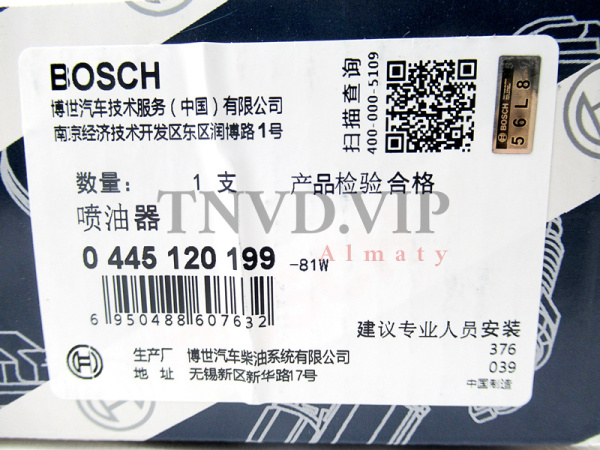 BOSCH
博世汽车技术服务(中国)有限公司
南京经济技术开发区东区润博路1号
扫描查询
400-000-5109
BOSCH
56L8
数量: 1 支 产品检验合格
喷油器
TNVD.VIP
Almaty
0 445 120 199 -81W
6 950488 607632
建议专业人员安装
生产厂 博世汽车柴油系统有限公司
376
地址 无锡新区新华路17号
039
中国制造